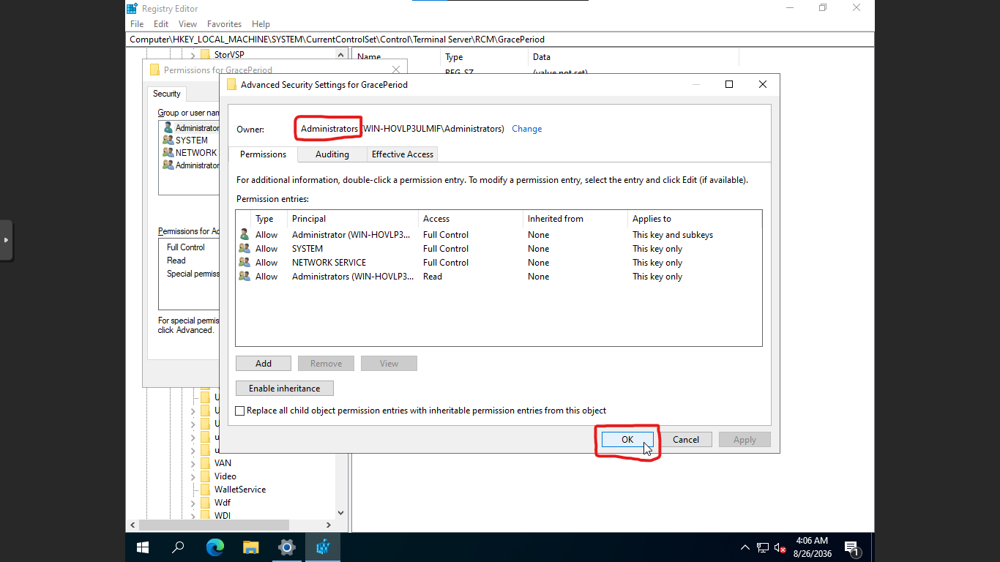 Registry Editor
File Edit View Favorites Help
Computer\HKEY_LOCAL_MACHINE\SYSTEM\CurrentControlSet\Control\Terminal Server\RCM\GracePeriod
StorVSP
Name Type Data
REG_SZ (value not set)
Permissions for GracePeriod
Security
Group or user nam
Administrator
SYSTEM
NETWORK
Administrator
Permissions for Ad
Full Control
Read
Special permiss
For special permis
click Advanced.
Advanced Security Settings for GracePeriod
Owner: Administrators (WIN-HOVLP3ULMIF\Administrators) Change
Permissions Auditing Effective Access
For additional information, double-click a permission entry. To modify a permission entry, select the entry and click Edit (if available).
Permission entries:
Type Principal Access Inherited from Applies to
Allow Administrator (WIN-HOVLP3... Full Control None This key and subkeys
Allow SYSTEM Full Control None This key only
Allow NETWORK SERVICE Full Control None This key only
Allow Administrators (WIN-HOVLP3... Read None This key only
Add Remove View
Enable inheritance
Replace all child object permission entries with inheritable permission entries from this object
OK Cancel Apply
U
U
U
u
u
VAN
Video
WalletService
Wdf
WDI
4:06 AM
8/26/2036
1